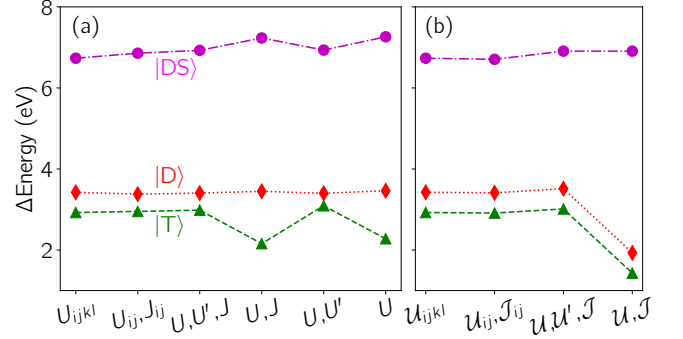 8
(a)
(b)
|DS⟩
6
ΔEnergy (eV)
4
|D⟩
|T⟩
2
U_ijkl
U_ij, J_ij
U, U′, J
U, J
U, U′
U
𝒰_ijkl
𝒰_ij, 𝒥_ij
𝒰, 𝒰′, 𝒥
𝒰, 𝒥